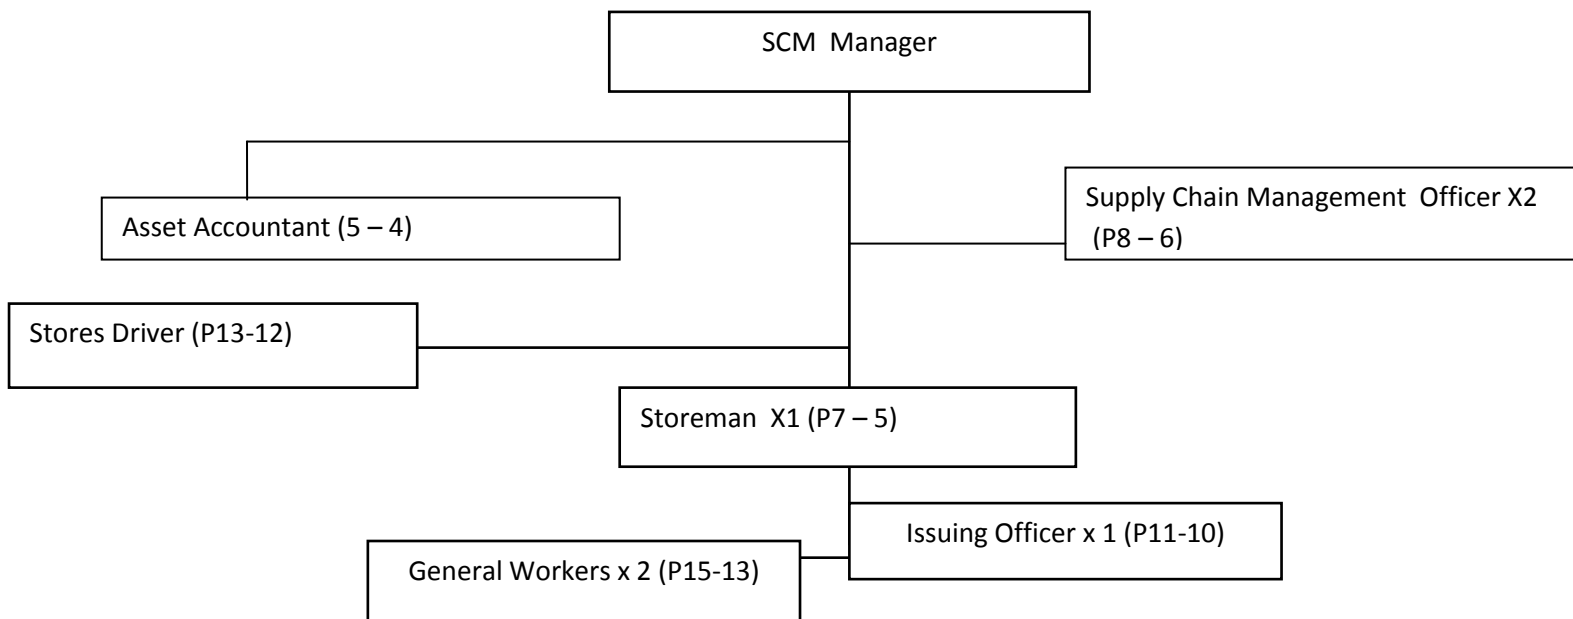 SCM  Manager
Asset Accountant (5 – 4)
Supply Chain Management  Officer X2
(P8 – 6)
Stores Driver (P13-12)
Storeman  X1 (P7 – 5)
Issuing Officer x 1 (P11-10)
General Workers x 2 (P15-13)